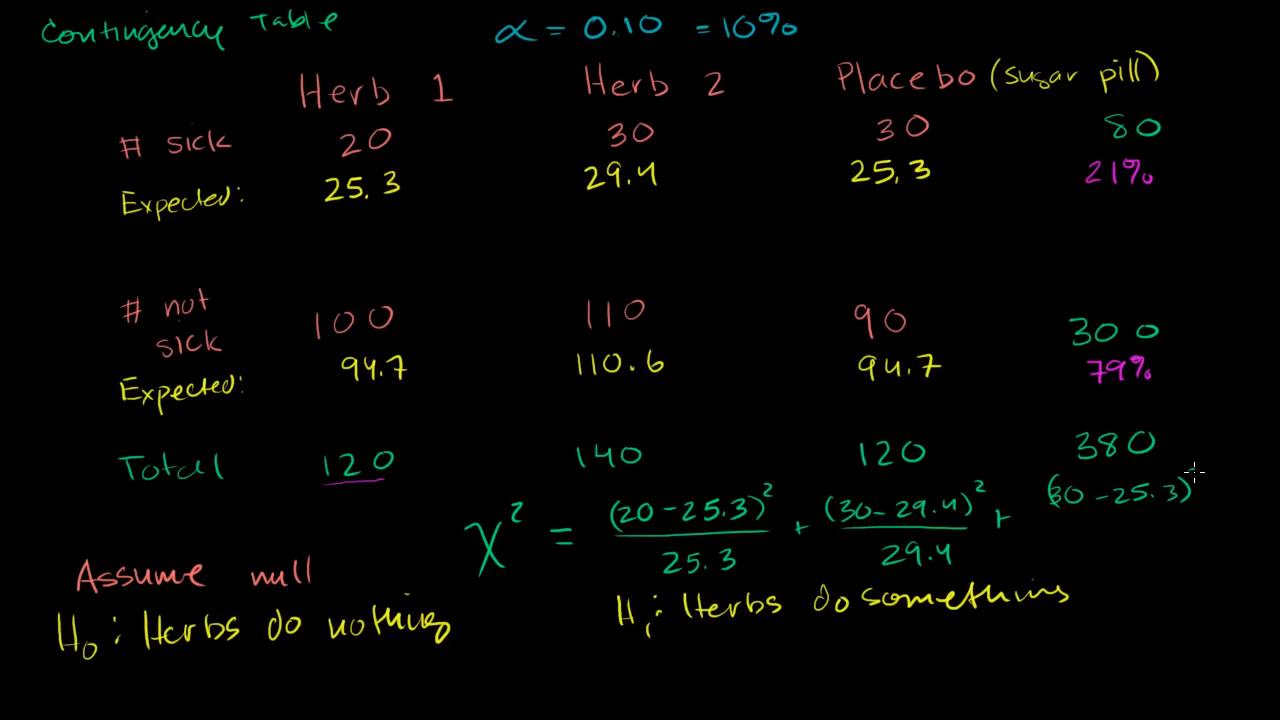 Contingency Table α = 0.10 = 10%
Herb 1 Herb 2 Placebo (sugar pill)
# sick 20 30 30 80
Expected: 25.3 29.4 25.3 21%
# not sick 100 110 90 300
Expected: 94.7 110.6 94.7 79%
Total 120 140 120 380
χ² = (20-25.3)²/25.3 + (30-29.4)²/29.4 + (30-25.3)²
Assume null
H₀: Herbs do nothing H₁: Herbs do something